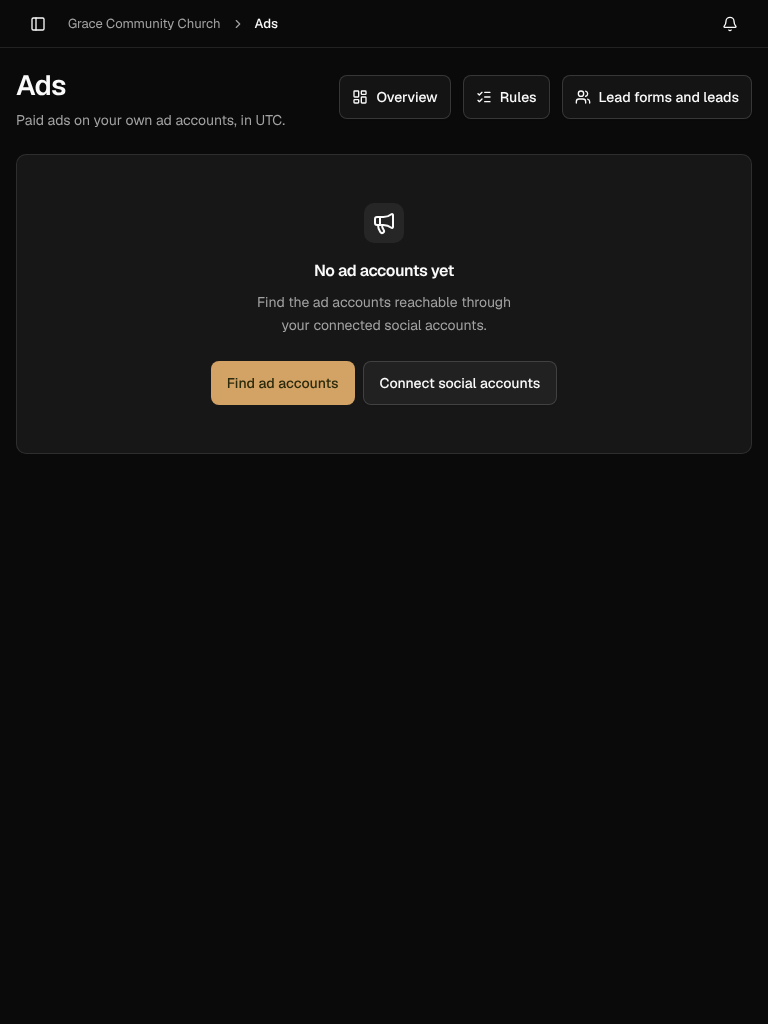 Grace Community Church > Ads
Ads
Paid ads on your own ad accounts, in UTC.
Overview
Rules
Lead forms and leads
No ad accounts yet
Find the ad accounts reachable through
your connected social accounts.
Find ad accounts
Connect social accounts